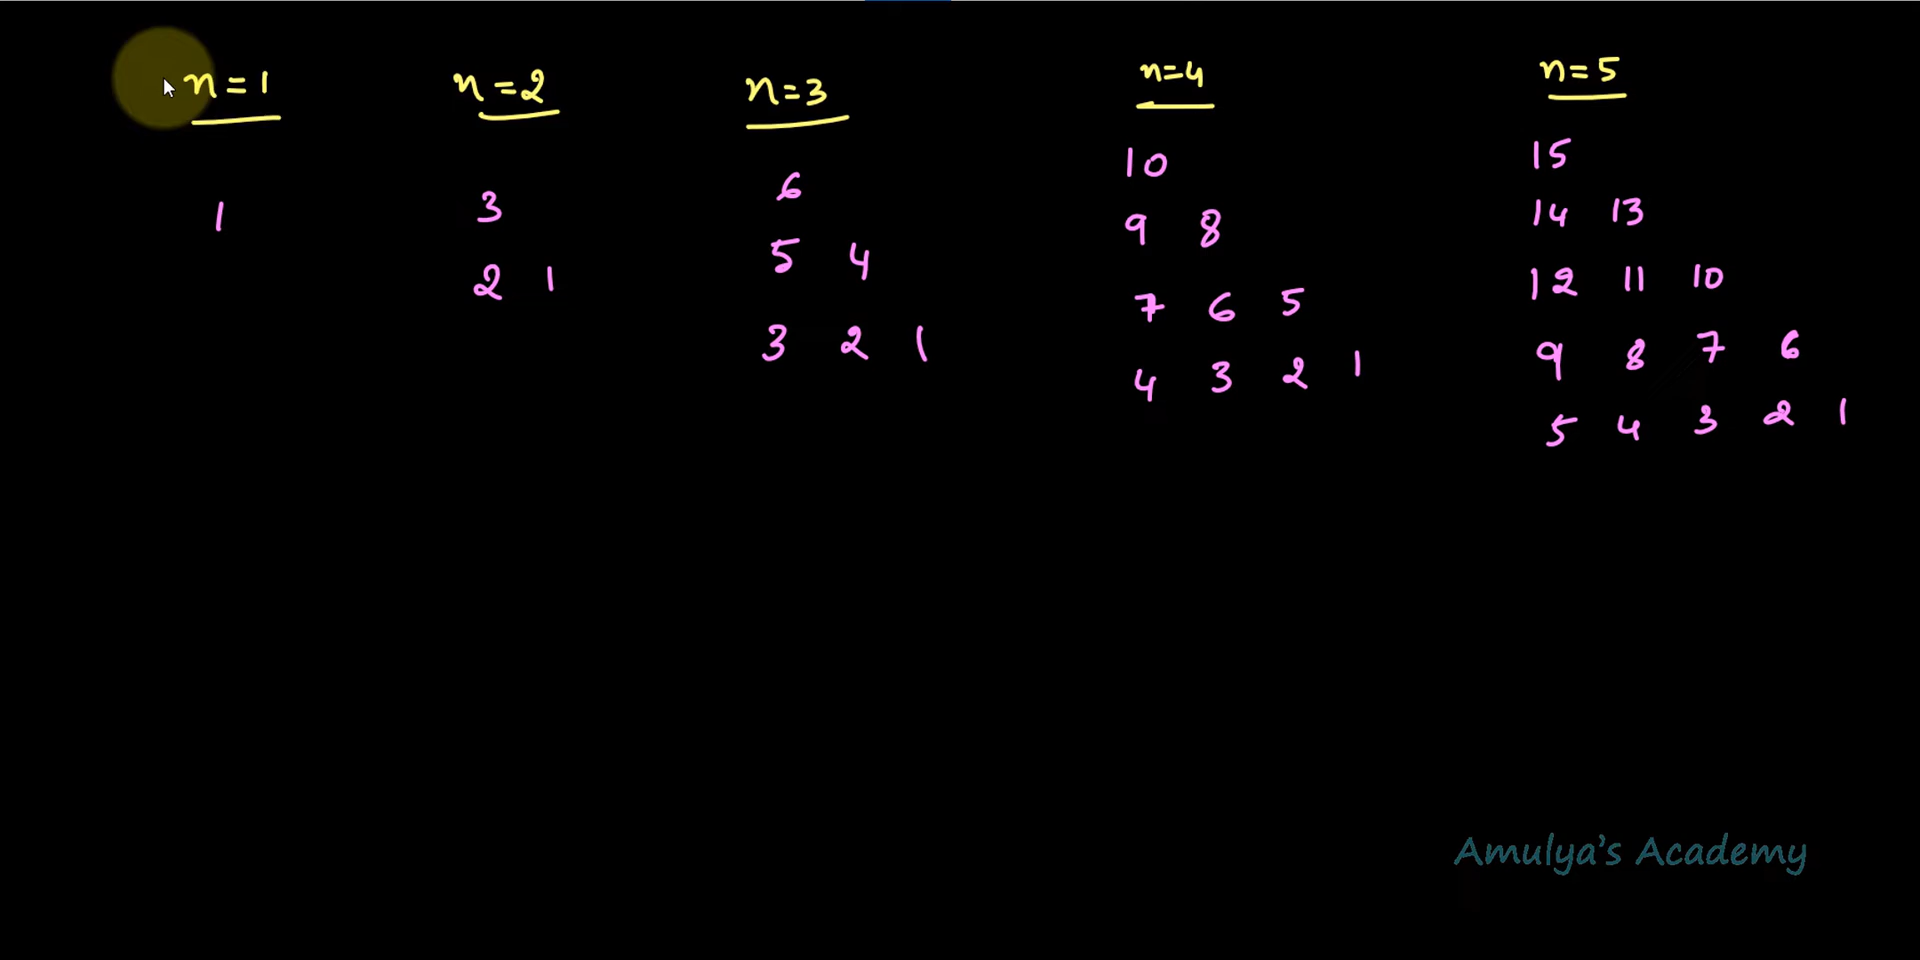 n=1
1
n=2
3
2 1
n=3
6
5 4
3 2 1
n=4
10
9 8
7 6 5
4 3 2 1
n=5
15
14 13
12 11 10
9 8 7 6
5 4 3 2 1
Amulya's Academy